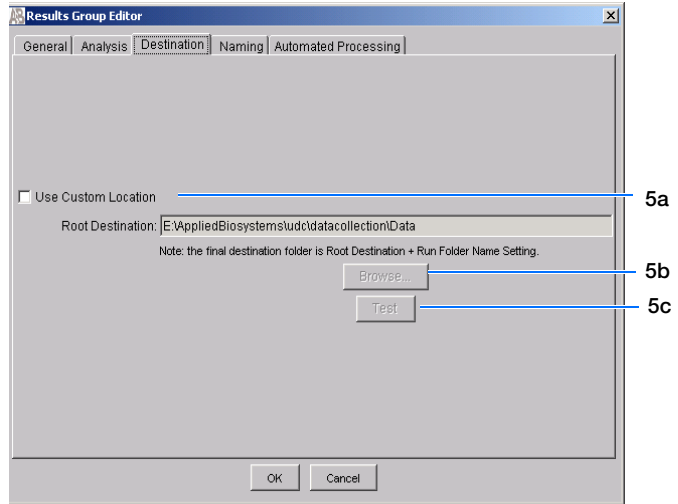 AB Results Group Editor
General Analysis Destination Naming Automated Processing
Use Custom Location
5a
Root Destination: E:\AppliedBiosystems\udc\datacollection\Data
Note: the final destination folder is Root Destination + Run Folder Name Setting.
Browse...
5b
Test
5c
OK Cancel